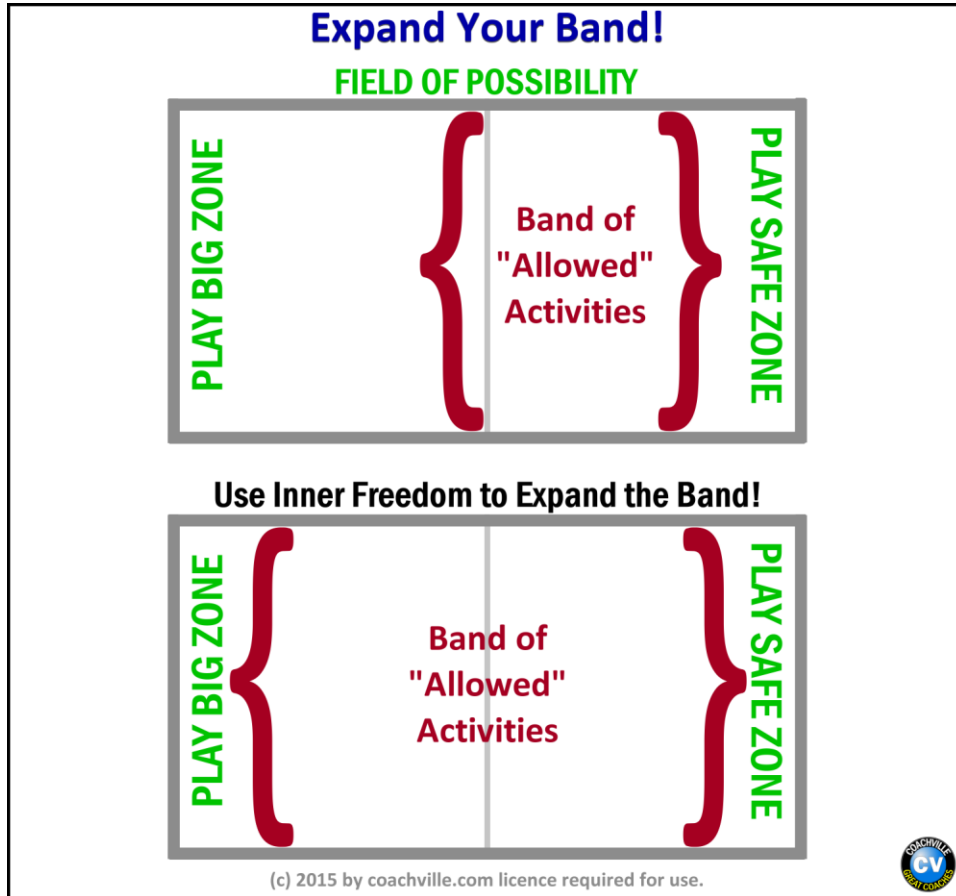 Expand Your Band!
FIELD OF POSSIBILITY
PLAY BIG ZONE
Band of
"Allowed"
Activities
PLAY SAFE ZONE
Use Inner Freedom to Expand the Band!
PLAY BIG ZONE
Band of
"Allowed"
Activities
PLAY SAFE ZONE
(c) 2015 by coachville.com licence required for use.
COACHVILLE
CV
GREAT COACHES